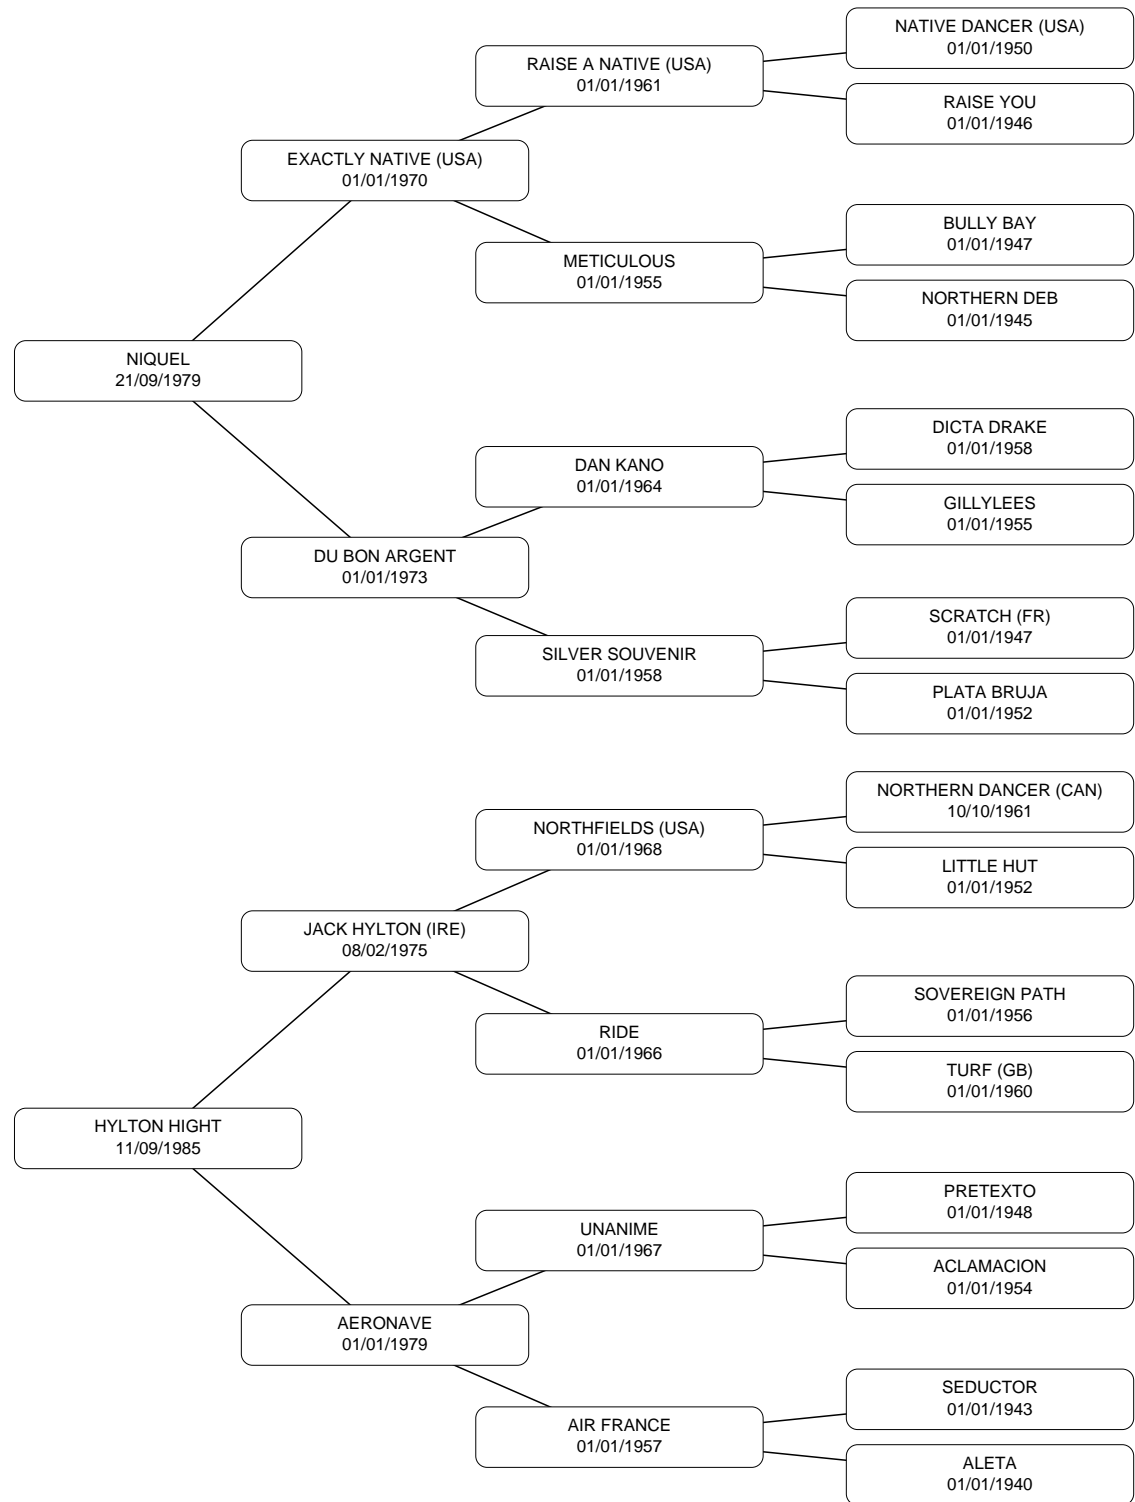 NATIVE DANCER (USA)
01/01/1950
RAISE A NATIVE (USA)
01/01/1961
RAISE YOU
01/01/1946
EXACTLY NATIVE (USA)
01/01/1970
BULLY BAY
01/01/1947
METICULOUS
01/01/1955
NORTHERN DEB
01/01/1945
NIQUEL
21/09/1979
DICTA DRAKE
01/01/1958
DAN KANO
01/01/1964
GILLYLEES
01/01/1955
DU BON ARGENT
01/01/1973
SCRATCH (FR)
01/01/1947
SILVER SOUVENIR
01/01/1958
PLATA BRUJA
01/01/1952
NORTHERN DANCER (CAN)
10/10/1961
NORTHFIELDS (USA)
01/01/1968
LITTLE HUT
01/01/1952
JACK HYLTON (IRE)
08/02/1975
SOVEREIGN PATH
01/01/1956
RIDE
01/01/1966
TURF (GB)
01/01/1960
HYLTON HIGHT
11/09/1985
PRETEXTO
01/01/1948
UNANIME
01/01/1967
ACLAMACION
01/01/1954
AERONAVE
01/01/1979
SEDUCTOR
01/01/1943
AIR FRANCE
01/01/1957
ALETA
01/01/1940